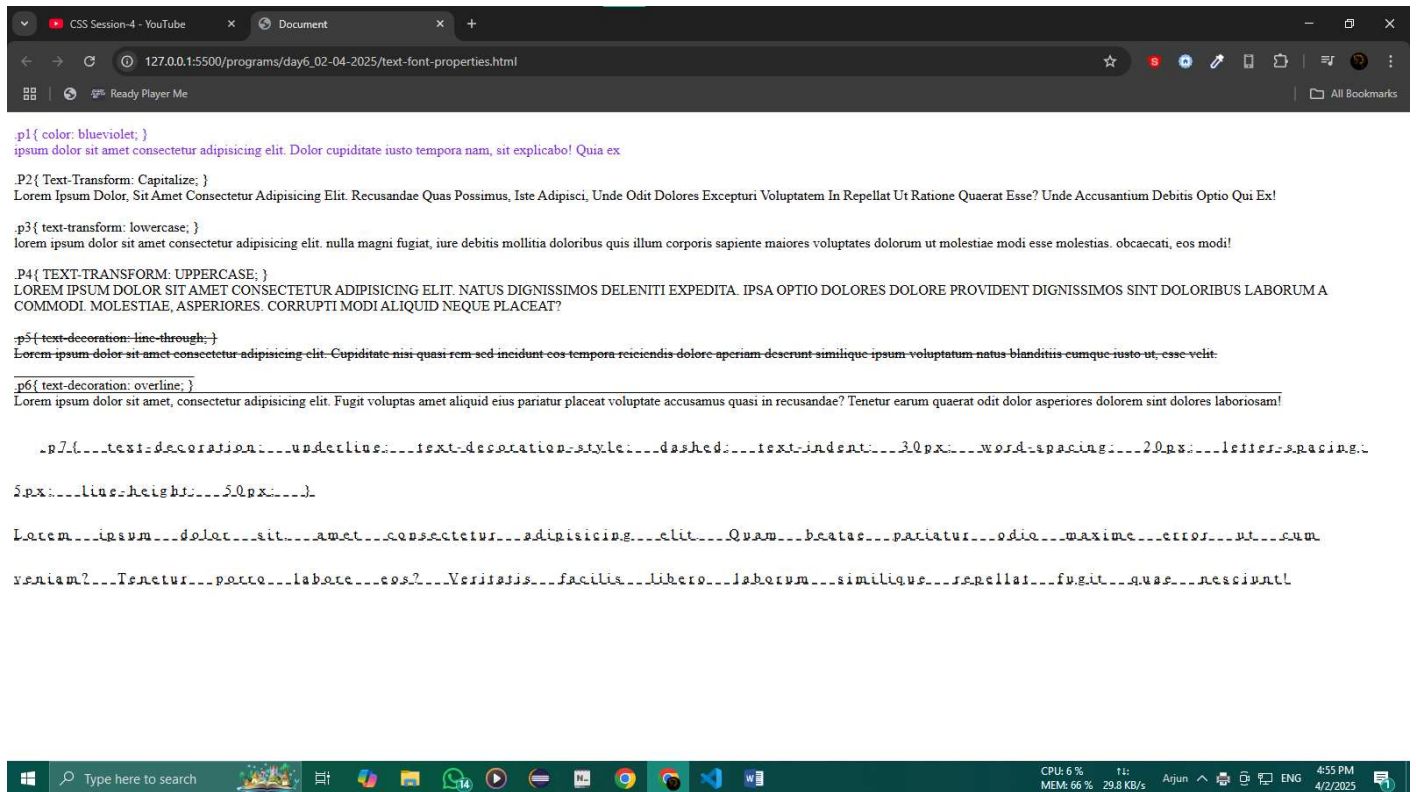 CSS Session-4 - YouTube Document
127.0.0.1:5500/programs/day6_02-04-2025/text-font-properties.html
Ready Player Me All Bookmarks
.p1{ color: blueviolet; }
ipsum dolor sit amet consectetur adipisicing elit. Dolor cupiditate iusto tempora nam, sit explicabo! Quia ex
.P2{ Text-Transform: Capitalize; }
Lorem Ipsum Dolor, Sit Amet Consectetur Adipisicing Elit. Recusandae Quas Possimus, Iste Adipisci, Unde Odit Dolores Excepturi Voluptatem In Repellat Ut Ratione Quaerat Esse? Unde Accusantium Debitis Optio Qui Ex!
.p3{ text-transform: lowercase; }
lorem ipsum dolor sit amet consectetur adipisicing elit. nulla magni fugiat, iure debitis mollitia doloribus quis illum corporis sapiente maiores voluptates dolorum ut molestiae modi esse molestias. obcaecati, eos modi!
.P4{ TEXT-TRANSFORM: UPPERCASE; }
LOREM IPSUM DOLOR SIT AMET CONSECTETUR ADIPISICING ELIT. NATUS DIGNISSIMOS DELENITI EXPEDITA. IPSA OPTIO DOLORES DOLORE PROVIDENT DIGNISSIMOS SINT DOLORIBUS LABORUM A
COMMODI. MOLESTIAE, ASPERIORES. CORRUPTI MODI ALIQUID NEQUE PLACEAT?
.p5{ text-decoration: line-through; }
Lorem ipsum dolor sit amet consectetur adipisicing elit. Cupiditate nisi quasi rem sed incidunt eos tempora reiciendis dolore aperiam deserunt similique ipsum voluptatum natus blanditiis cumque iusto ut, esse velit.
.p6{ text-decoration: overline; }
Lorem ipsum dolor sit amet, consectetur adipisicing elit. Fugit voluptas amet aliquid eius pariatur placeat voluptate accusamus quasi in recusandae? Tenetur earum quaerat odit dolor asperiores dolorem sint dolores laboriosam!
.p7{ text-decoration: underline; text-decoration-style: dashed; text-indent: 30px; word-spacing: 20px; letter-spacing:
5px; line-height: 50px; }
Lorem ipsum dolor sit, amet consectetur adipisicing elit. Quam beatae pariatur odio maxime error ut cum
veniam? Tenetur porro labore eos? Veritatis facilis libero laborum similique repellat fugit quae nesciunt!
Type here to search 14 CPU: 6 % MEM: 66 % 29.8 KB/s Arjun ENG 4:55 PM
4/2/2025 1